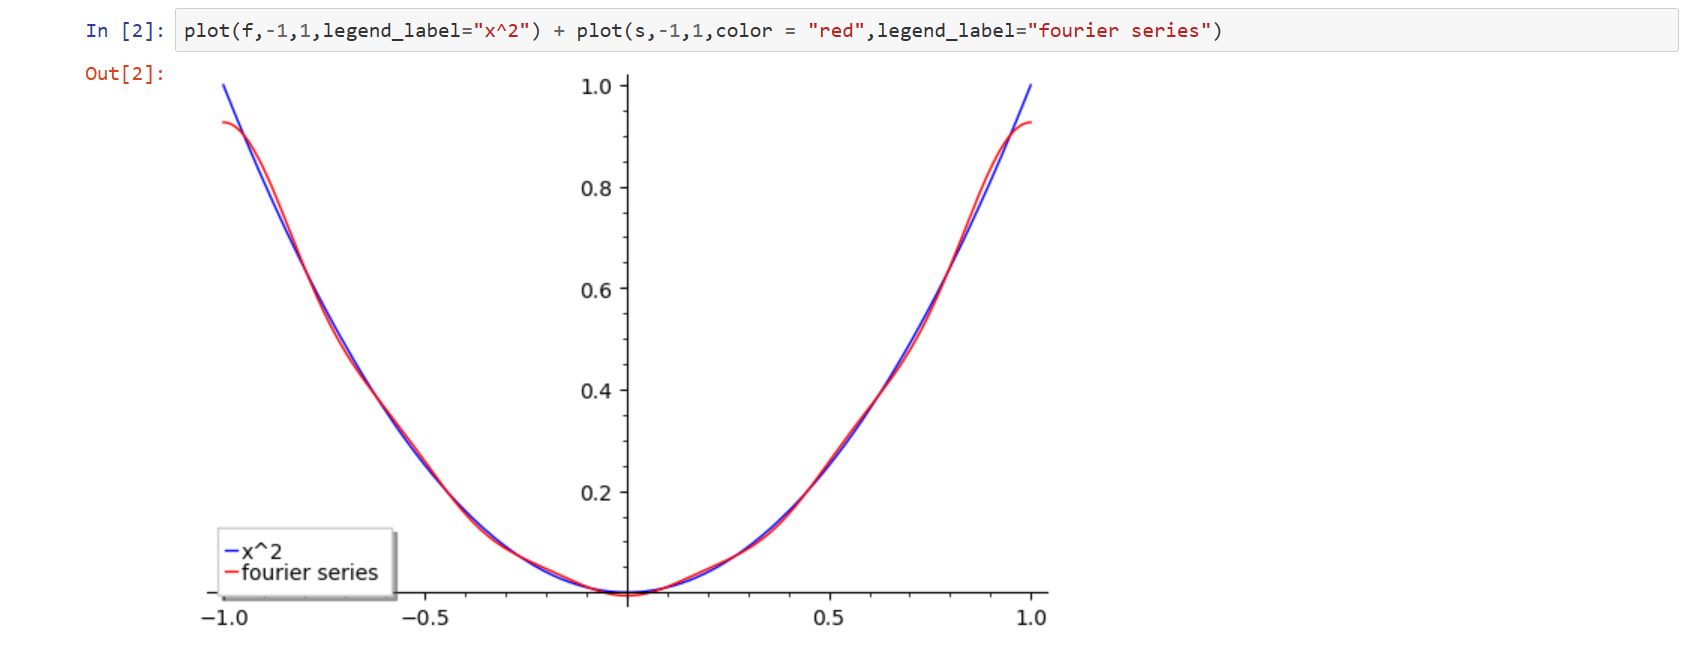 In [2]: plot(f,-1,1,legend_label="x^2") + plot(s,-1,1,color = "red",legend_label="fourier series")
Out[2]:
1.0
0.8
0.6
0.4
0.2
x^2
fourier series
−1.0 −0.5 0.5 1.0